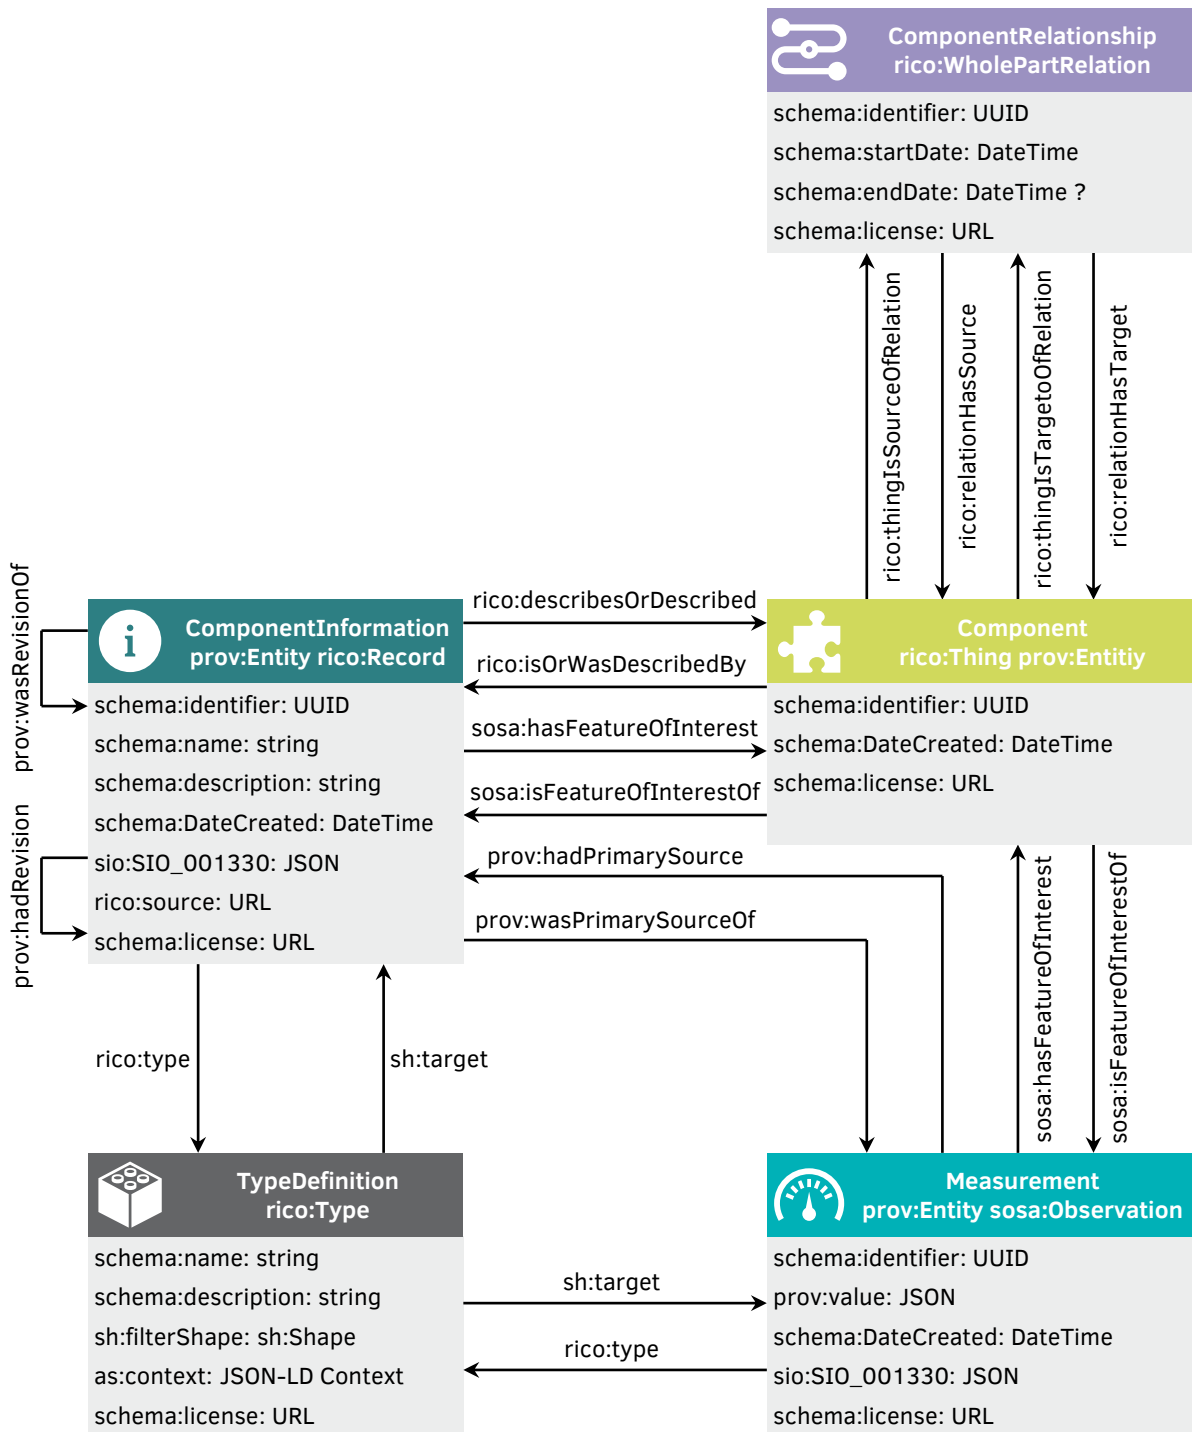 ComponentRelationship
rico:WholePartRelation
schema:identifier: UUID
schema:startDate: DateTime
schema:endDate: DateTime ?
schema:license: URL
rico:thingIsSourceOfRelation
rico:relationHasSource
rico:thingIsTargetoOfRelation
rico:relationHasTarget
prov:wasRevisionOf
prov:hadRevision
ComponentInformation
prov:Entity rico:Record
schema:identifier: UUID
schema:name: string
schema:description: string
schema:DateCreated: DateTime
sio:SIO_001330: JSON
rico:source: URL
schema:license: URL
rico:describesOrDescribed
rico:isOrWasDescribedBy
sosa:hasFeatureOfInterest
sosa:isFeatureOfInterestOf
prov:hadPrimarySource
prov:wasPrimarySourceOf
Component
rico:Thing prov:Entitiy
schema:identifier: UUID
schema:DateCreated: DateTime
schema:license: URL
rico:type
sh:target
sosa:hasFeatureOfInterest
sosa:isFeatureOfInterestOf
TypeDefinition
rico:Type
schema:name: string
schema:description: string
sh:filterShape: sh:Shape
as:context: JSON-LD Context
schema:license: URL
sh:target
rico:type
Measurement
prov:Entity sosa:Observation
schema:identifier: UUID
prov:value: JSON
schema:DateCreated: DateTime
sio:SIO_001330: JSON
schema:license: URL